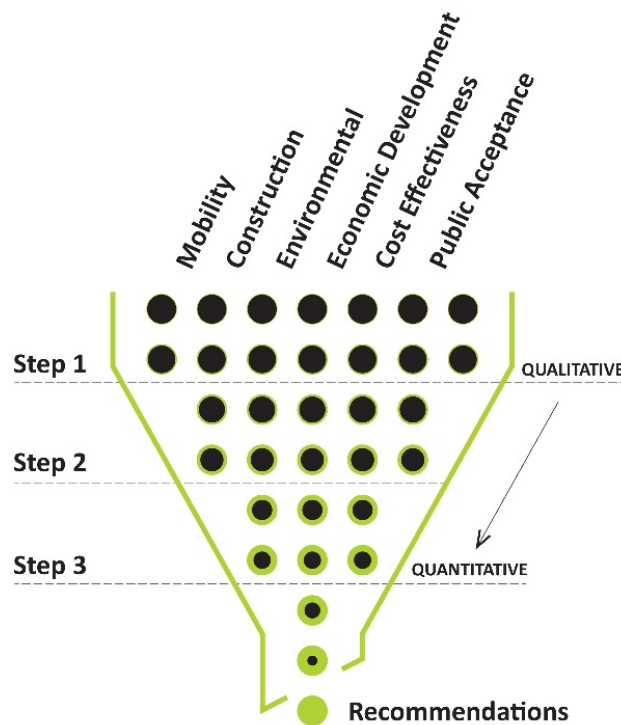 Mobility
Construction
Environmental
Economic Development
Cost Effectiveness
Public Acceptance
Step 1
QUALITATIVE
Step 2
Step 3
QUANTITATIVE
Recommendations